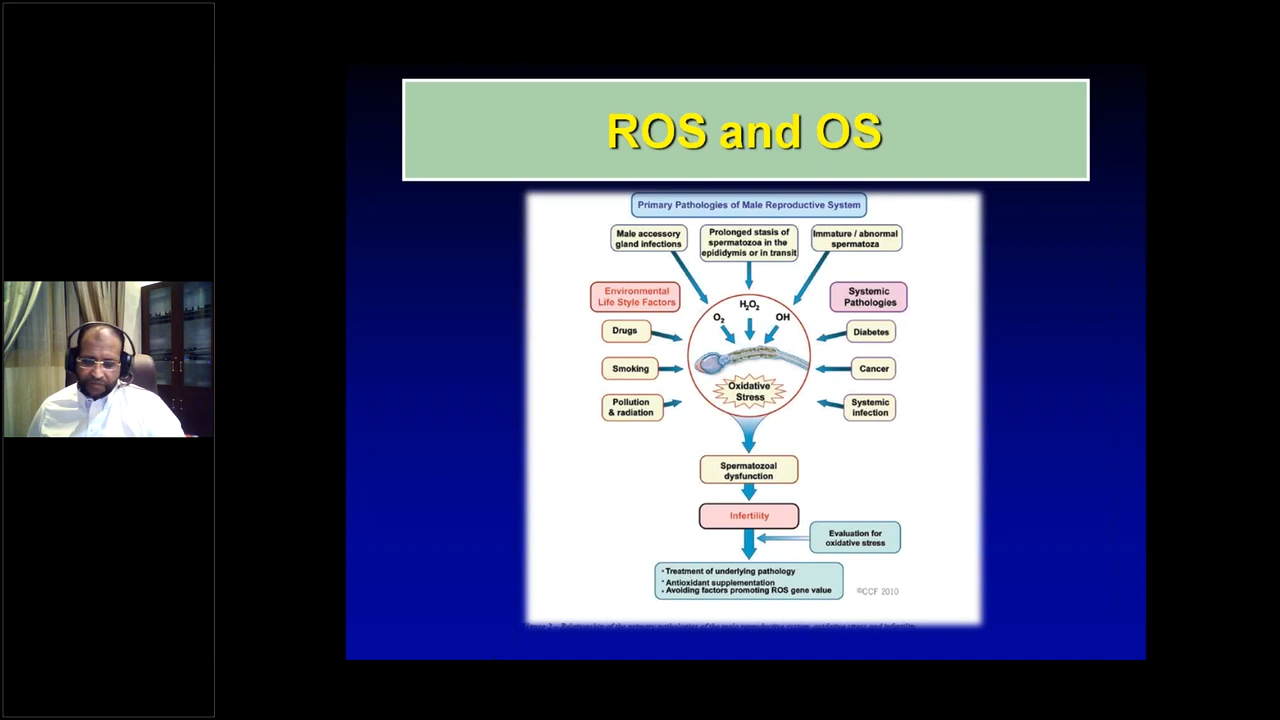 ROS and OS
Primary Pathologies of Male Reproductive System
Male accessory
gland infections
Prolonged stasis of
spermatozoa in the
epididymis or in transit
Immature / abnormal
spermatoza
Environmental
Life Style Factors
Systemic
Pathologies
H₂O₂
O₂
OH
Drugs
Diabetes
Smoking
Cancer
Oxidative
Stress
Pollution
& radiation
Systemic
infection
Spermatozoal
dysfunction
Infertility
Evaluation for
oxidative stress
• Treatment of underlying pathology
• Antioxidant supplementation
• Avoiding factors promoting ROS gene value
©CCF 2010